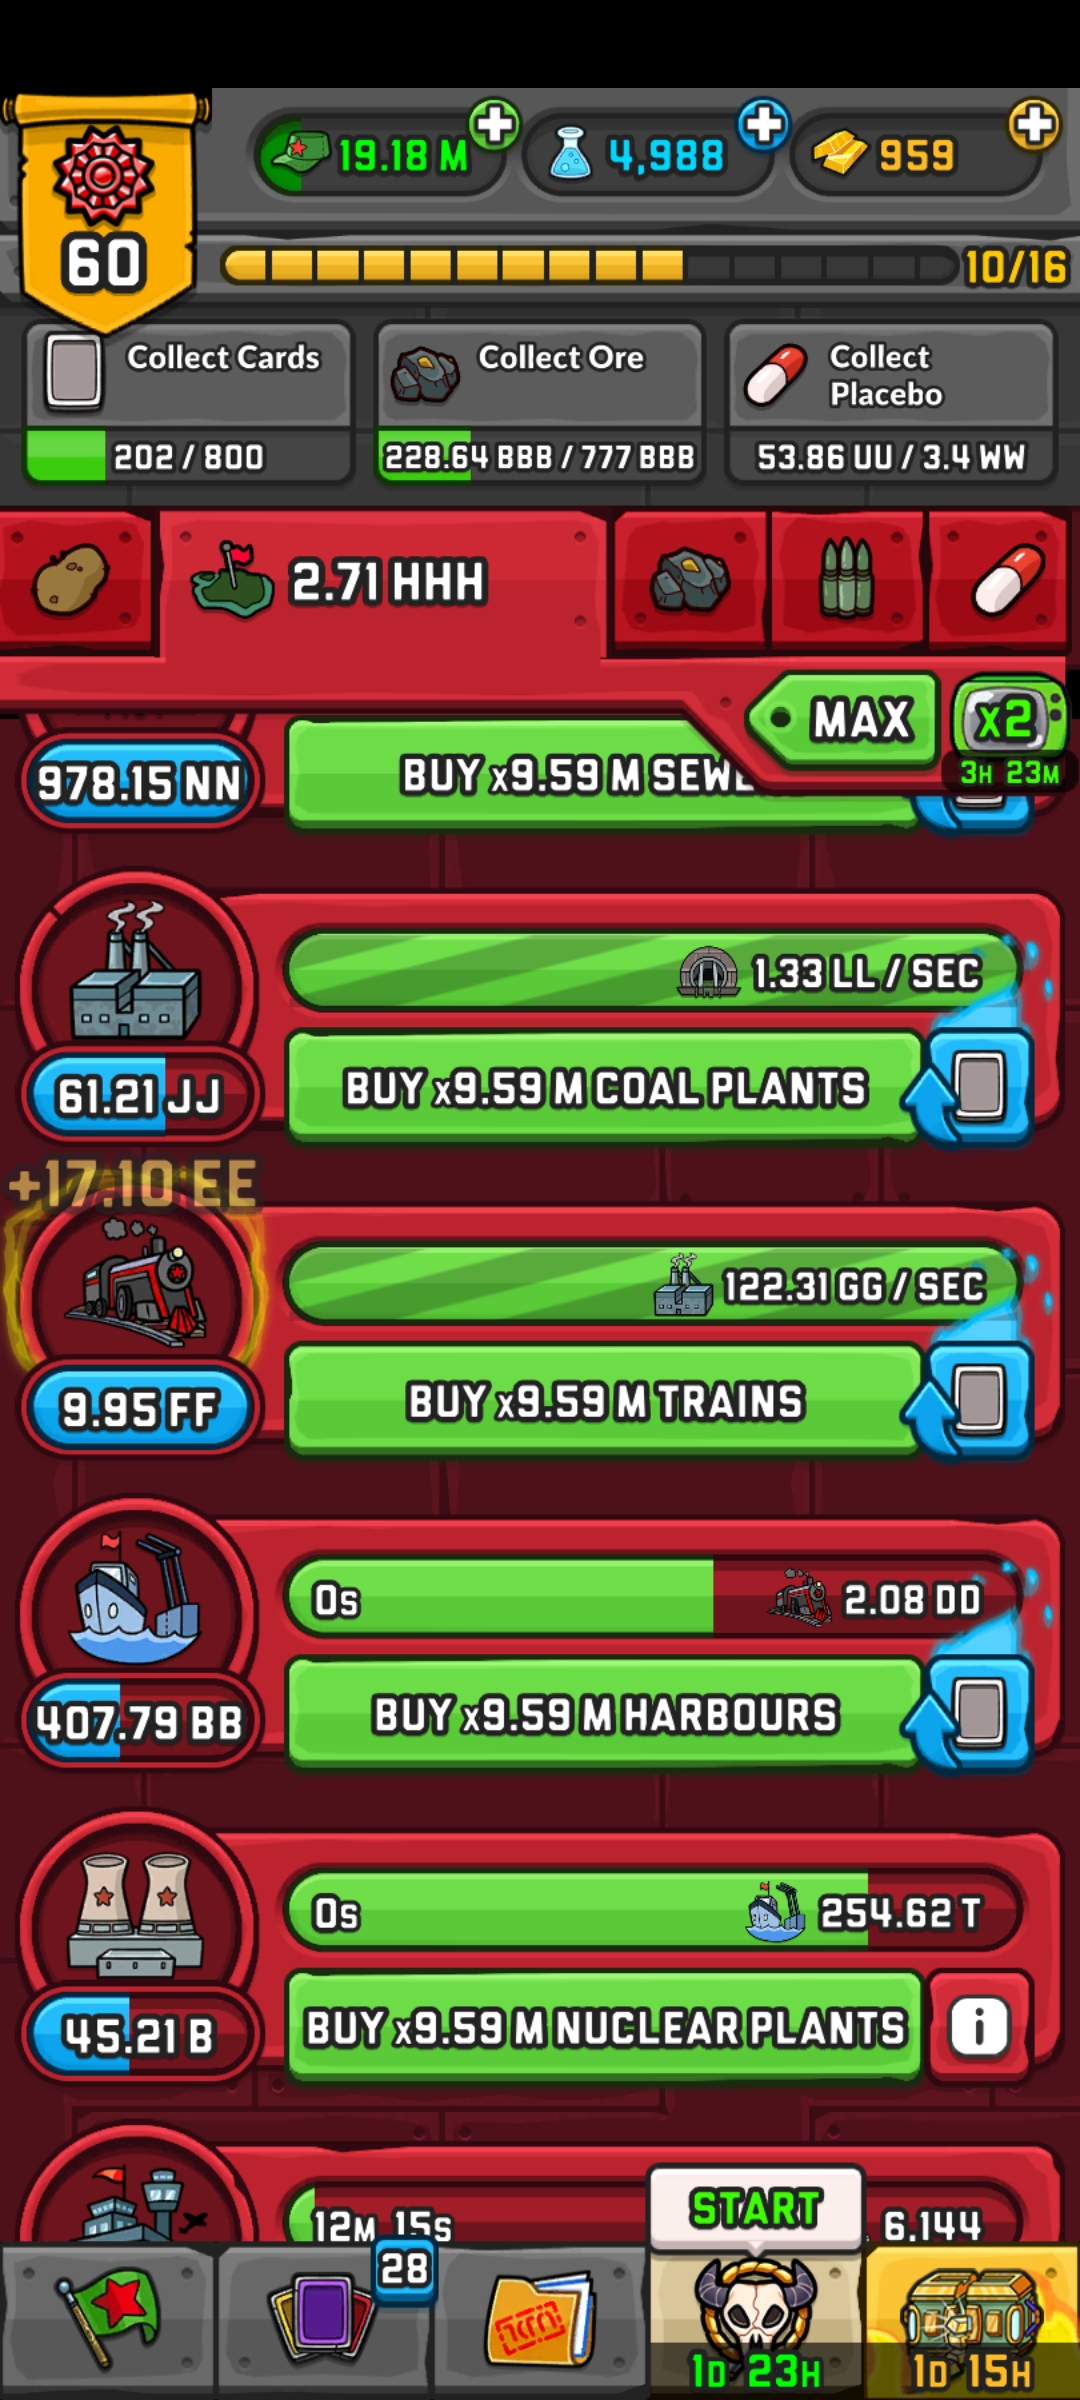 19.18 M
4,988
959
60
10/16
Collect Cards
202 / 800
Collect Ore
228.64 BBB / 777 BBB
Collect
Placebo
53.86 UU / 3.4 WW
2.71 HHH
MAX
x2
3H 23M
978.15 NN
BUY x9.59 M
1.33 LL / SEC
61.21 JJ
BUY x9.59 M COAL PLANTS
+17.10 EE
122.31 GG / SEC
9.95 FF
BUY x9.59 M TRAINS
0s
2.08 DD
407.79 BB
BUY x9.59 M HARBOURS
0s
254.62 T
45.21 B
BUY x9.59 M NUCLEAR PLANTS
i
12M 15s
6,144
START
28
1D 23H
1D 15H